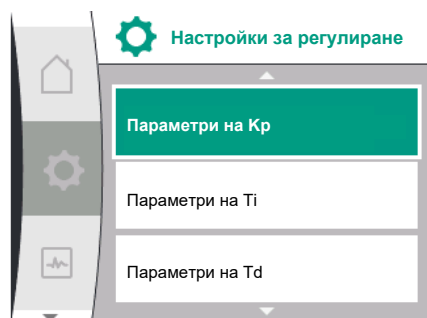 Настройки за регулиране
Параметри на Kp
Параметри на Ti
Параметри на Td